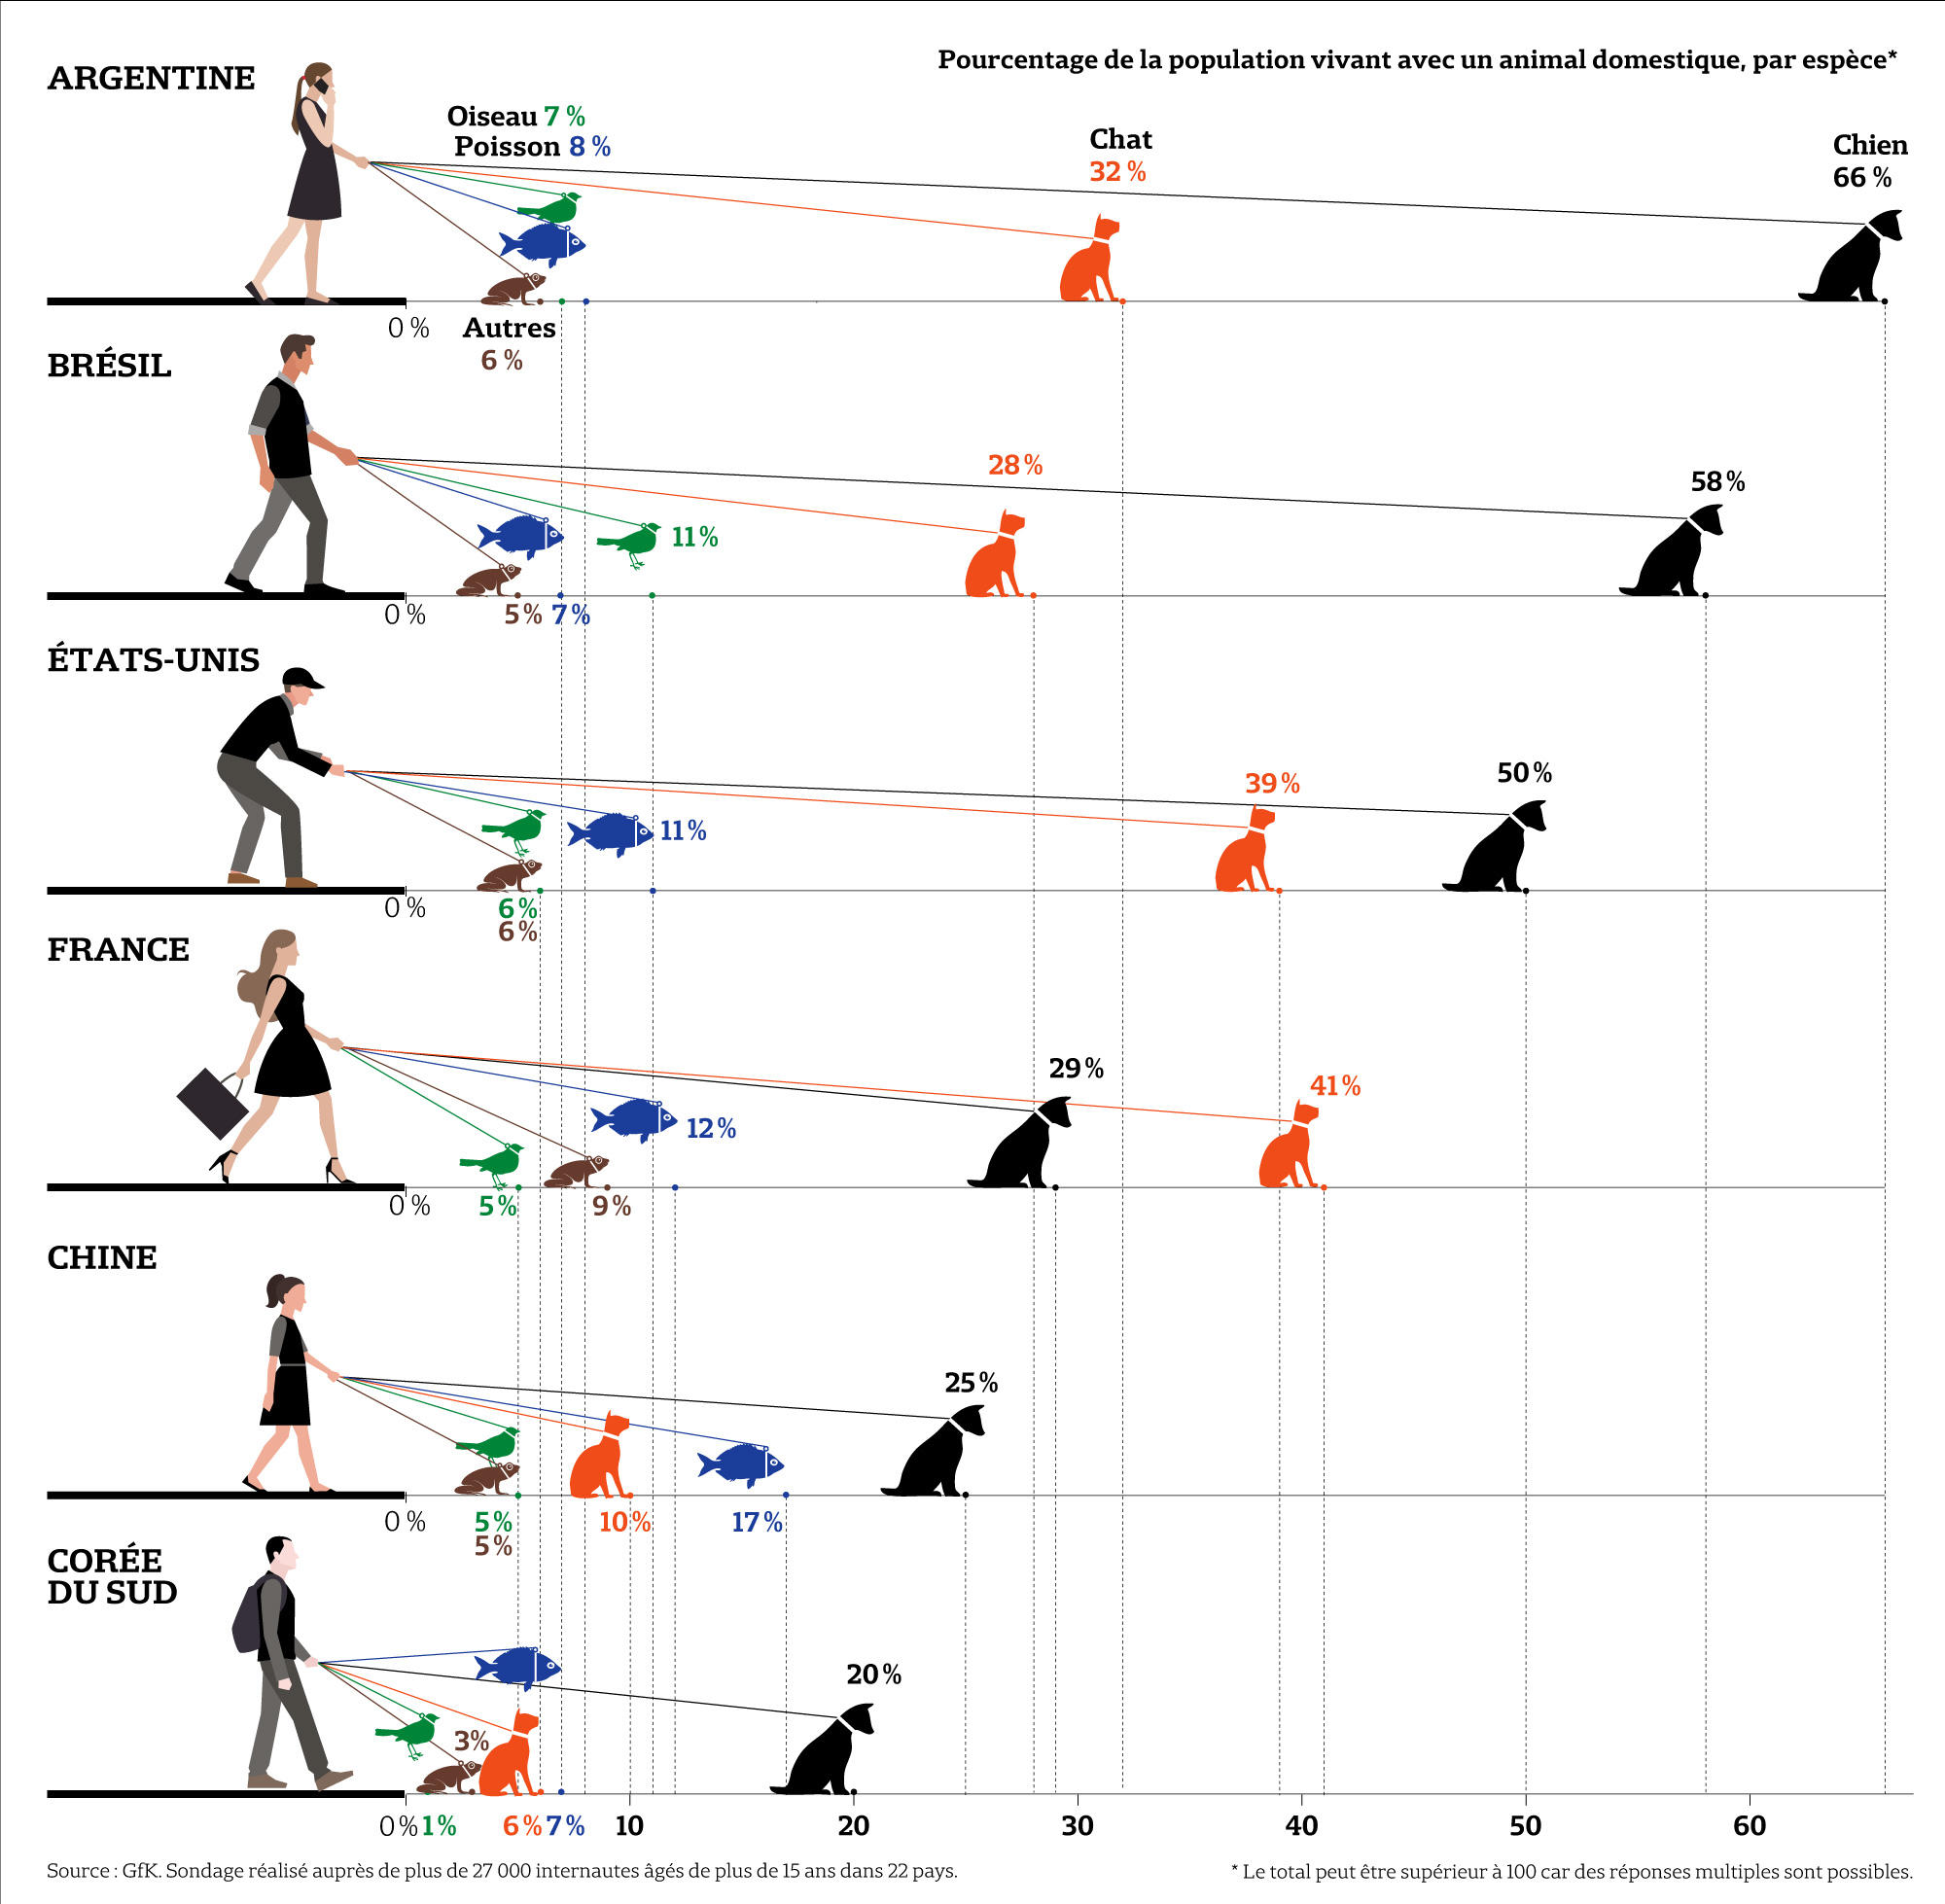 Pourcentage de la population vivant avec un animal domestique, par espèce*
ARGENTINE
Oiseau 7 %
Poisson 8 %
Chat
32 %
Chien
66 %
0 %
Autres
6 %
BRÉSIL
28 %
58 %
11 %
0 %
5 %
7 %
ÉTATS-UNIS
39 %
50 %
11 %
0 %
6 %
6 %
FRANCE
29 %
41 %
12 %
0 %
5 %
9 %
CHINE
25 %
0 %
5 %
5 %
10 %
17 %
CORÉE
DU SUD
20 %
3 %
0 % 1 % 6 % 7 % 10 20 30 40 50 60
Source : GfK. Sondage réalisé auprès de plus de 27 000 internautes âgés de plus de 15 ans dans 22 pays.
* Le total peut être supérieur à 100 car des réponses multiples sont possibles.